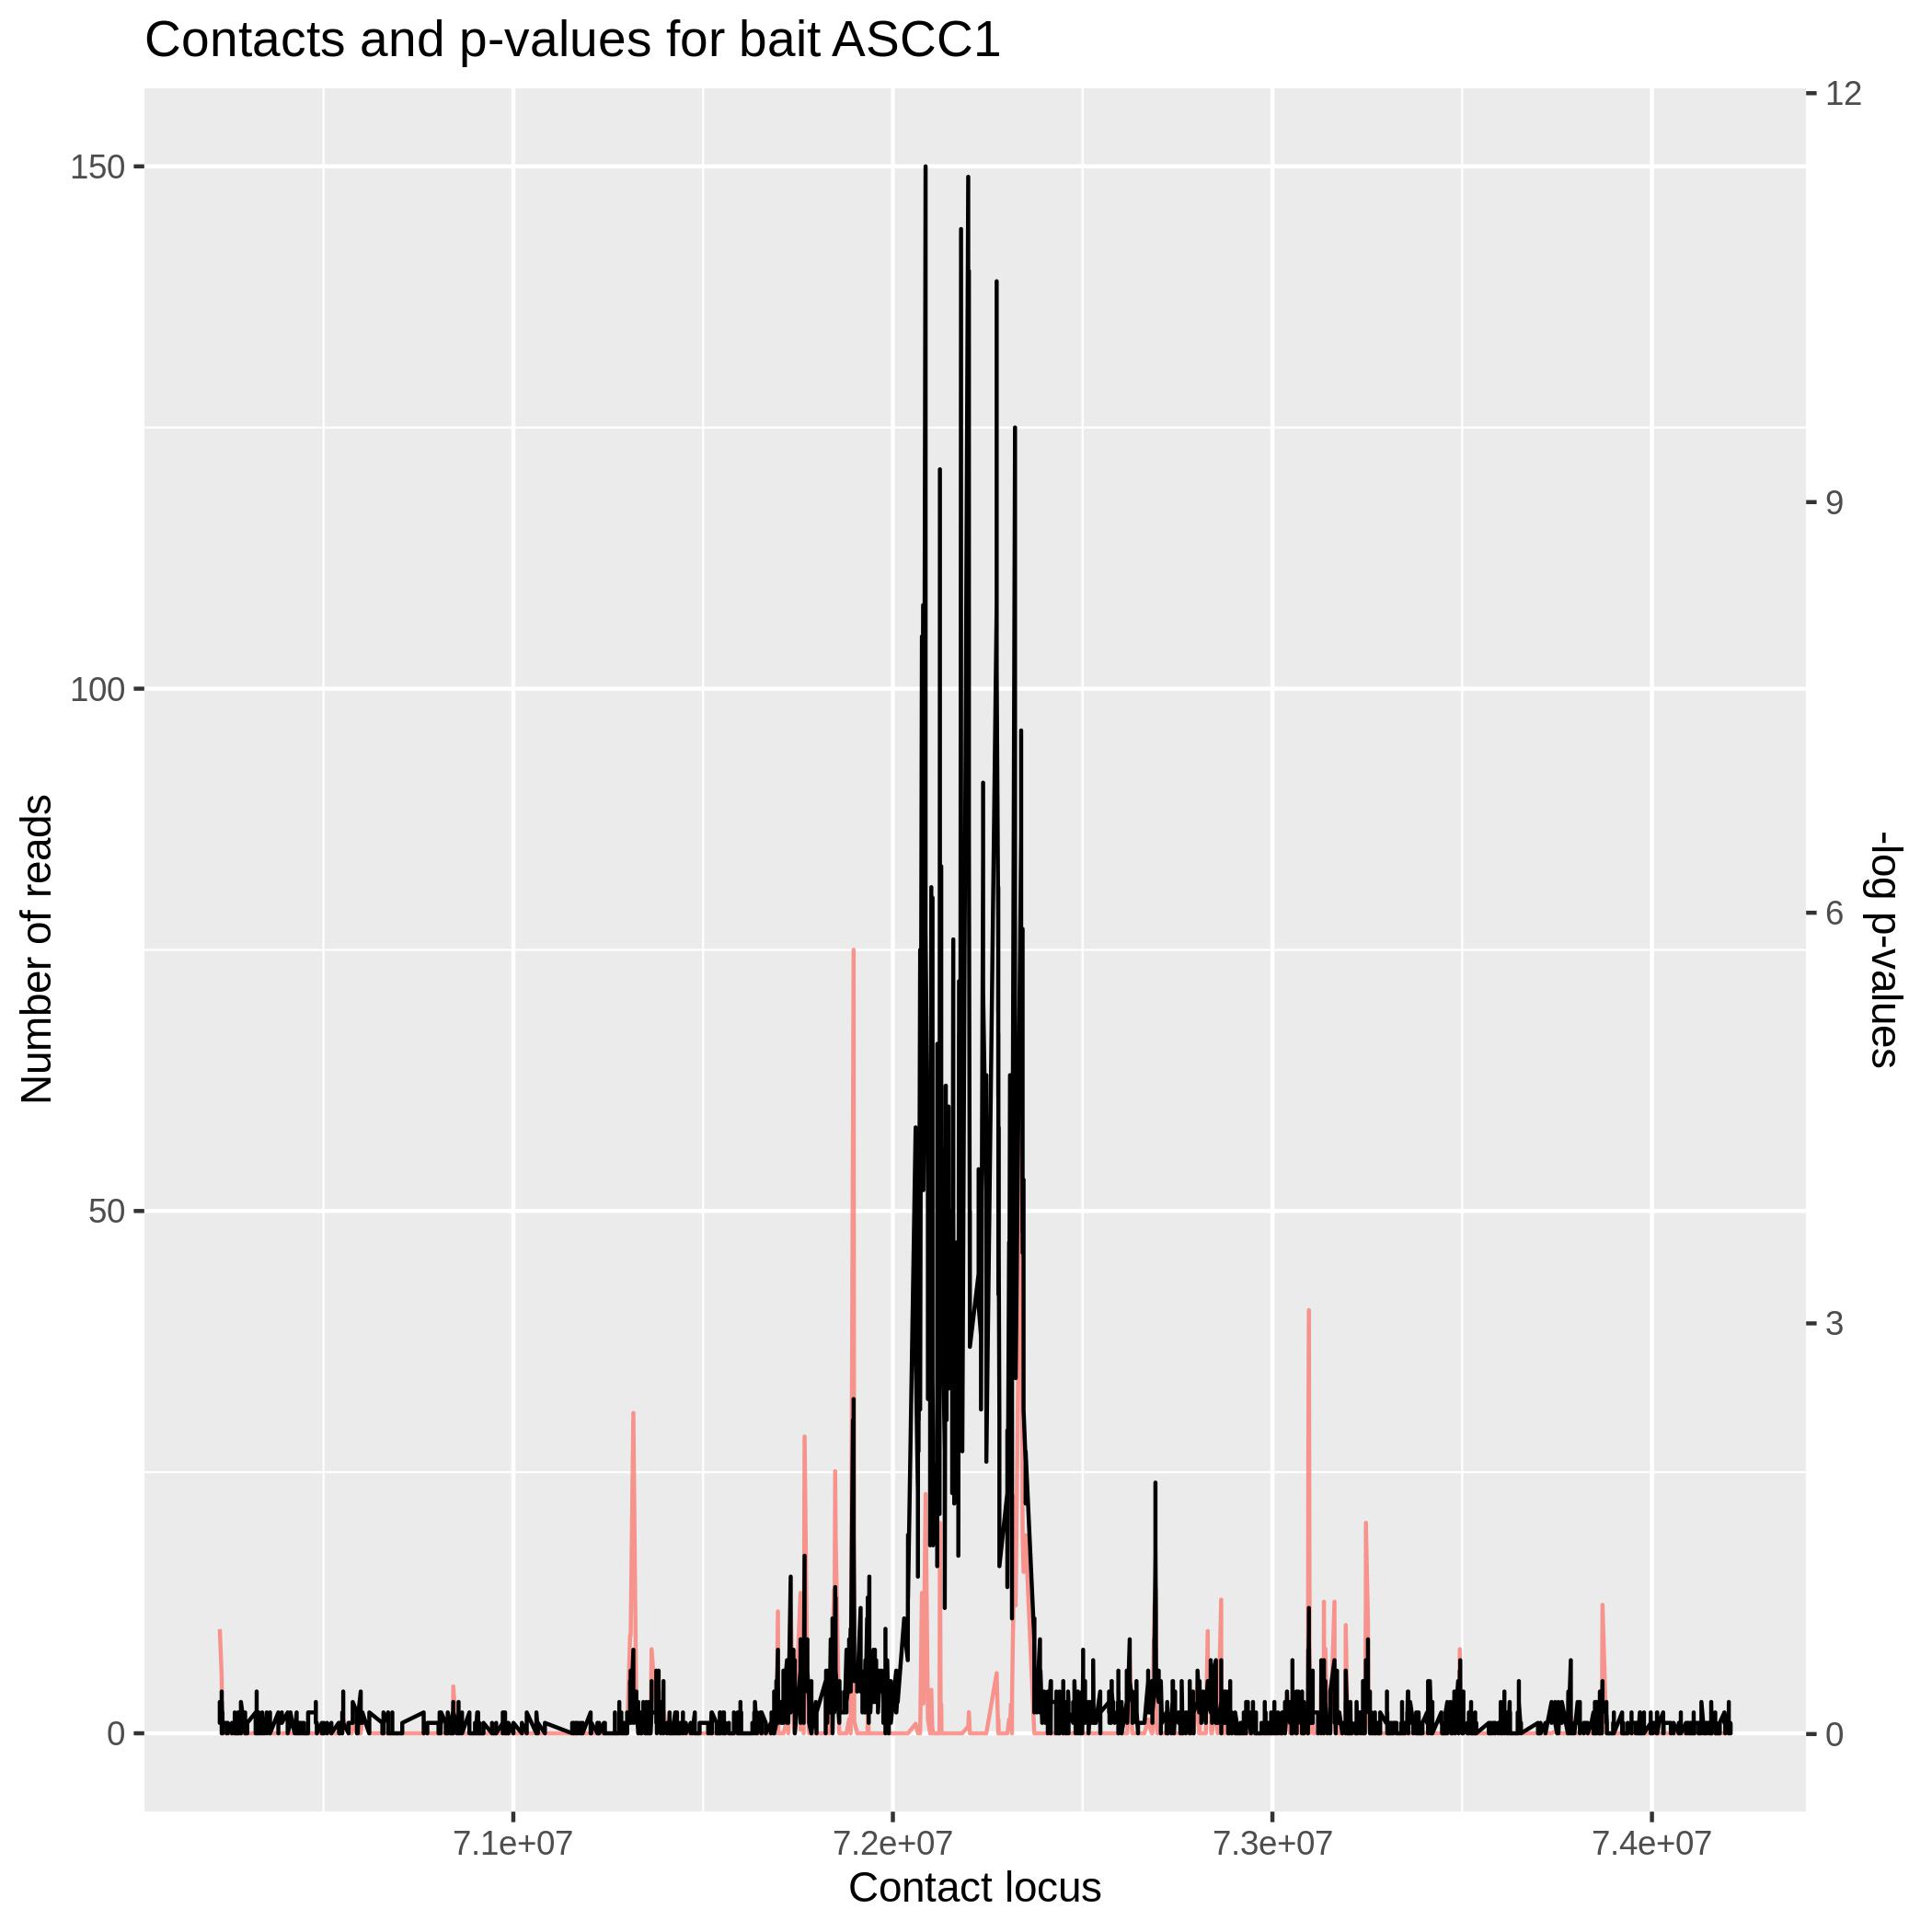 Contacts and p-values for bait ASCC1
12
150
9
100
6
Number of reads
-log p-values
50
3
0
0
7.1e+07
7.2e+07
7.3e+07
7.4e+07
Contact locus